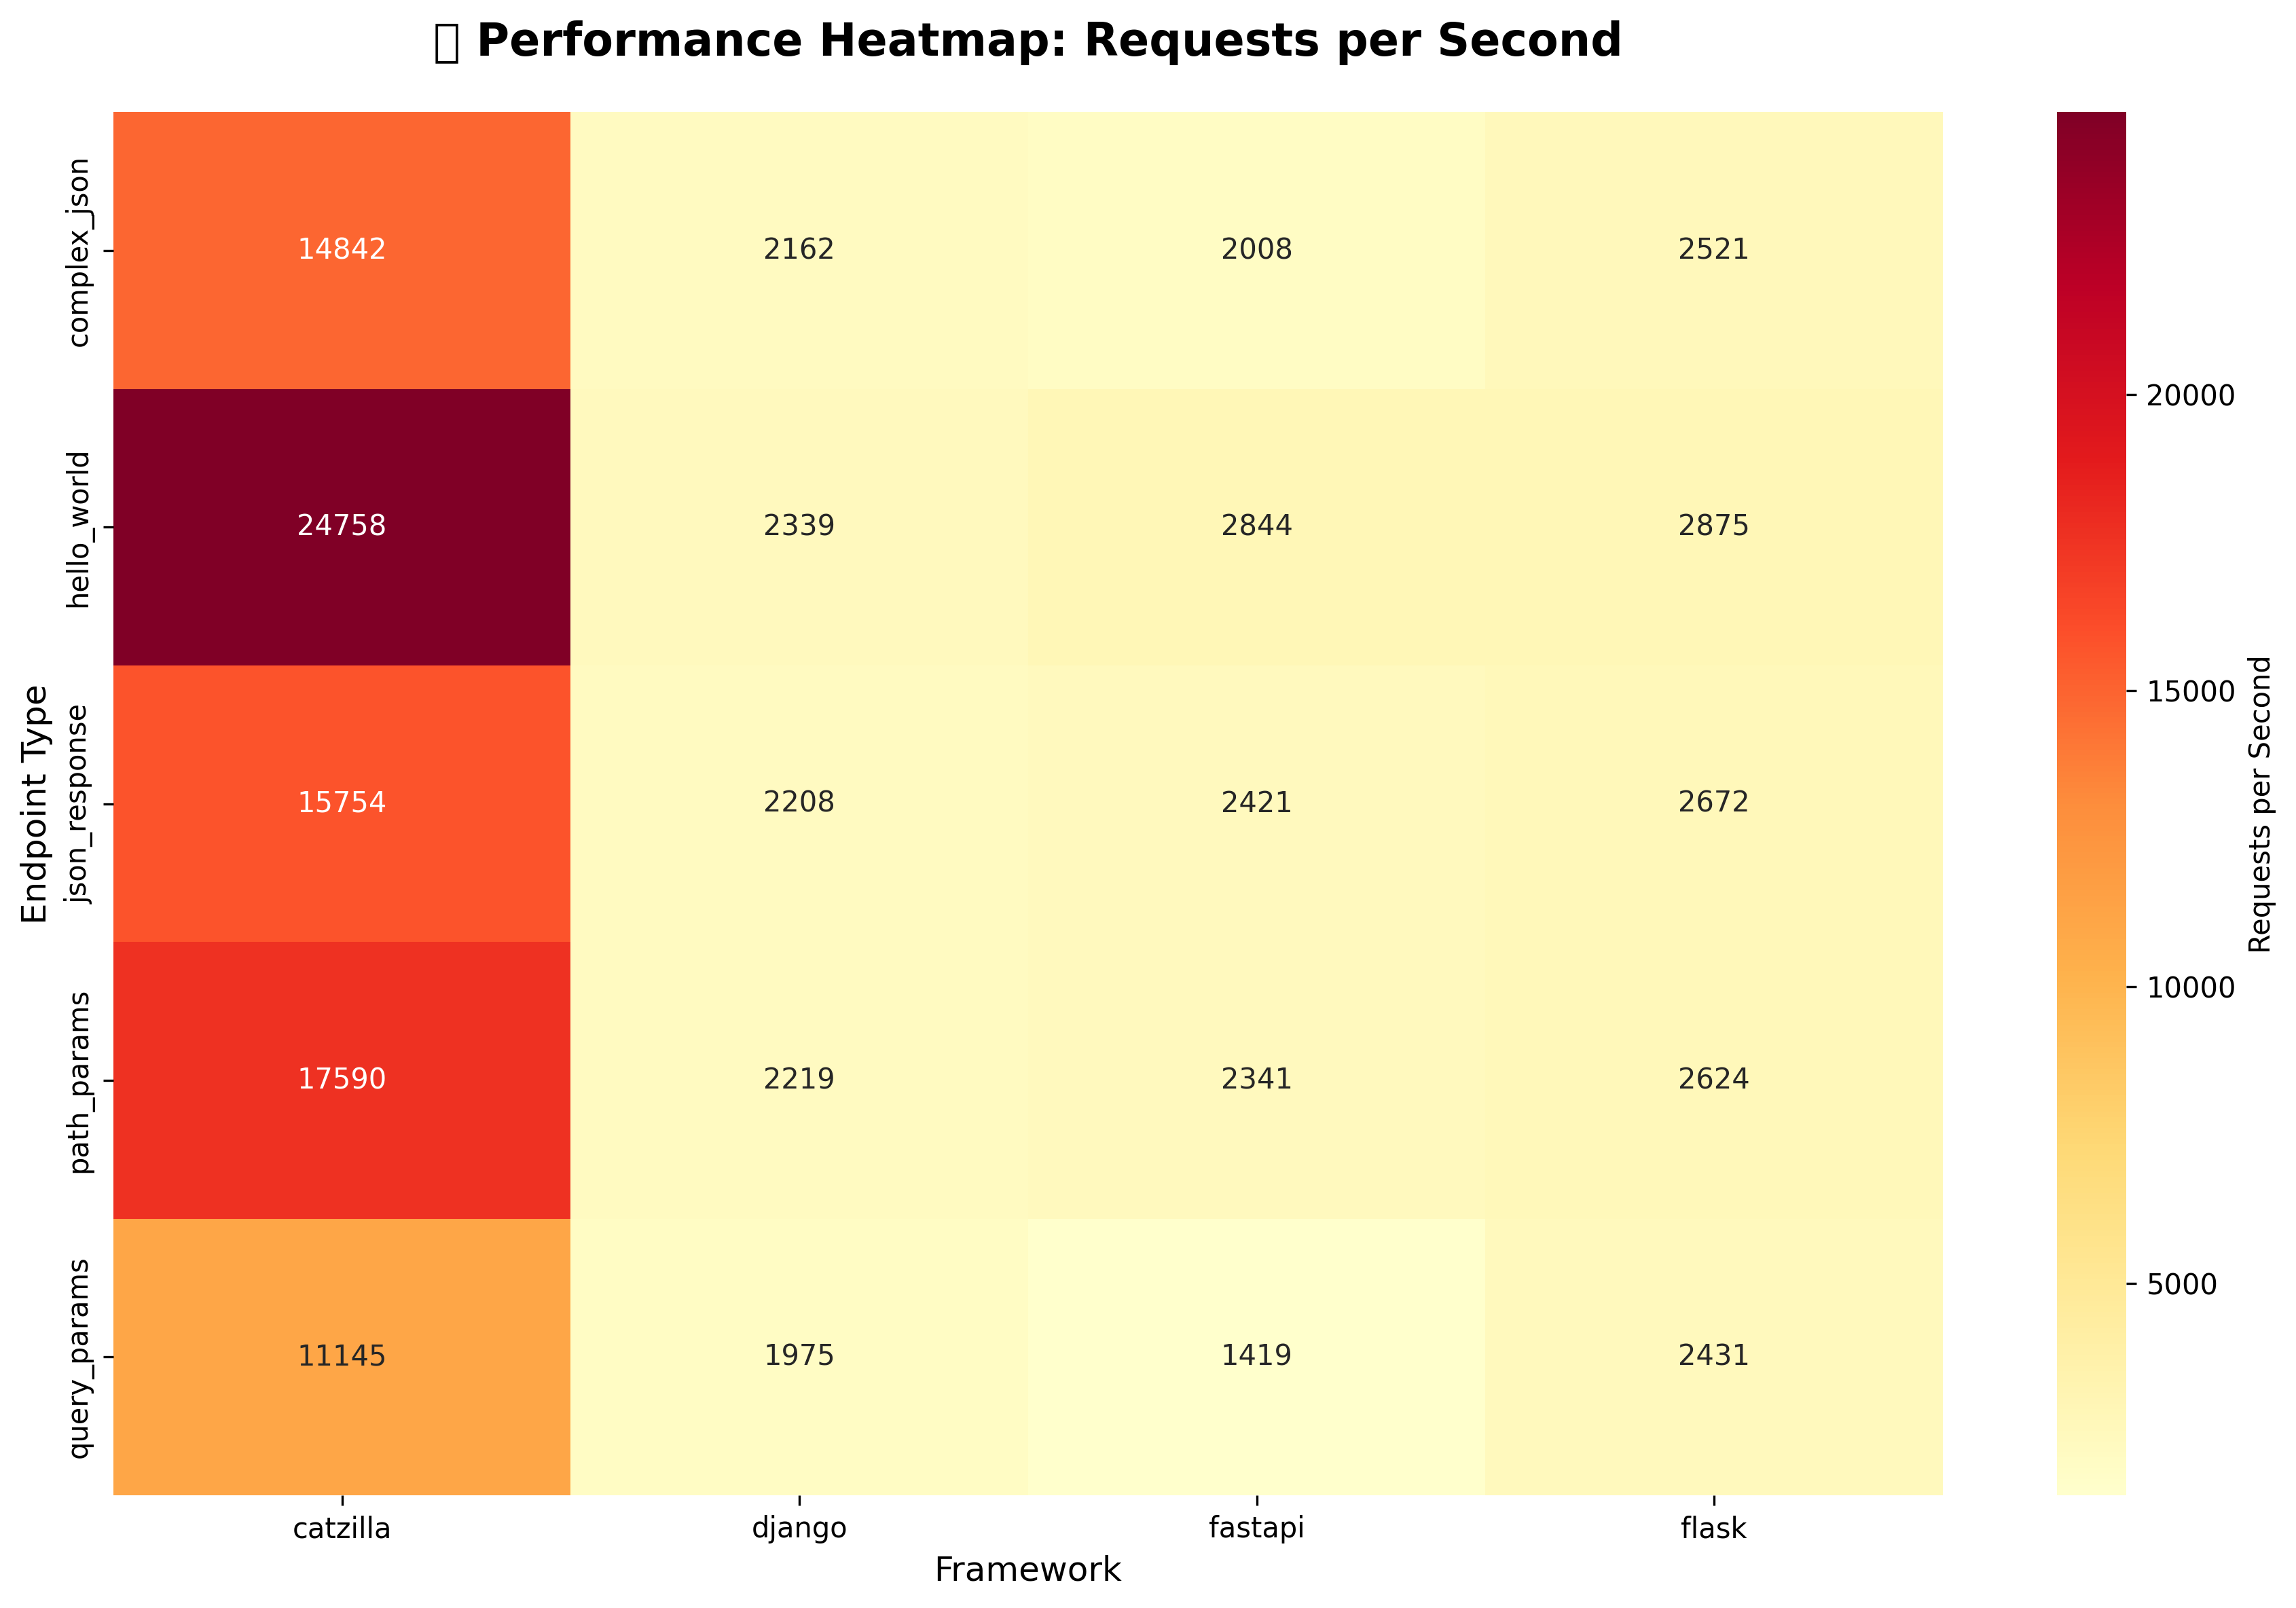 ▯ Performance Heatmap: Requests per Second
Endpoint Type
complex_json
14842 2162 2008 2521
hello_world
24758 2339 2844 2875
json_response
15754 2208 2421 2672
path_params
17590 2219 2341 2624
query_params
11145 1975 1419 2431
catzilla django fastapi flask
Framework
20000
15000
10000
5000
Requests per Second